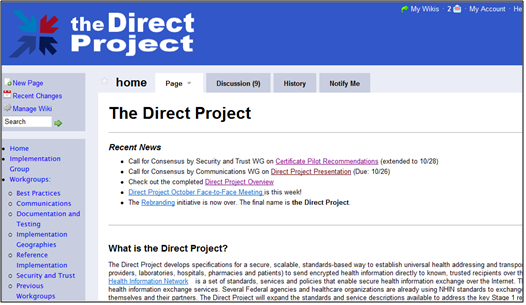 the Direct
Project
My Wikis · 2 · My Account · He
New Page
Recent Changes
Manage Wiki
Search
Home
Implementation
Group
Workgroups:
Best Practices
Communications
Documentation and
Testing
Implementation
Geographies
Reference
Implementation
Security and Trust
Previous
Workgroups
home Page Discussion (9) History Notify Me
The Direct Project
Recent News
Call for Consensus by Security and Trust WG on Certificate Pilot Recommendations (extended to 10/28)
Call for Consensus by Communications WG on Direct Project Presentation (Due: 10/26)
Check out the completed Direct Project Overview
Direct Project October Face-to-Face Meeting is this week!
The Rebranding initiative is now over. The final name is the Direct Project.
What is the Direct Project?
The Direct Project develops specifications for a secure, scalable, standards-based way to establish universal health addressing and transpor
providers, laboratories, hospitals, pharmacies and patients) to send encrypted health information directly to known, trusted recipients over th
Health Information Network is a set of standards, services and policies that enable secure health information exchange over the Internet. T
health information exchange services. Several Federal agencies and healthcare organizations are already using NHIN standards to exchange
themselves and their partners. The Direct Project will expand the standards and service descriptions available to address the key Stage 1